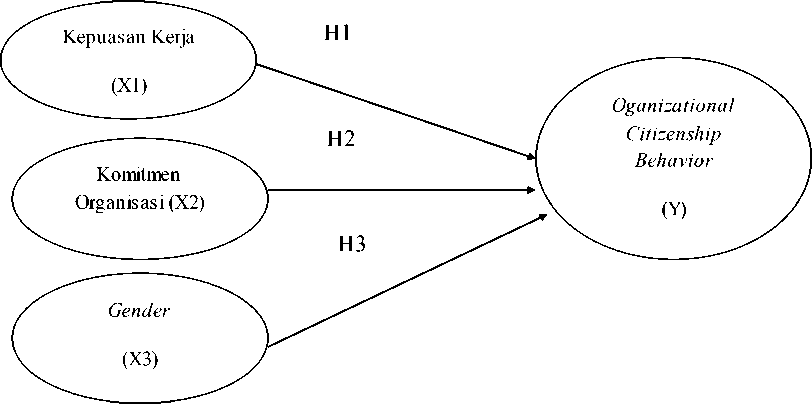 Kepuasan Kerja
(X1)
H1
H2
Komitmen
Organisasi (X2)
H3
Gender
(X3)
Oganizational
Citizenship
Behavior
(Y)